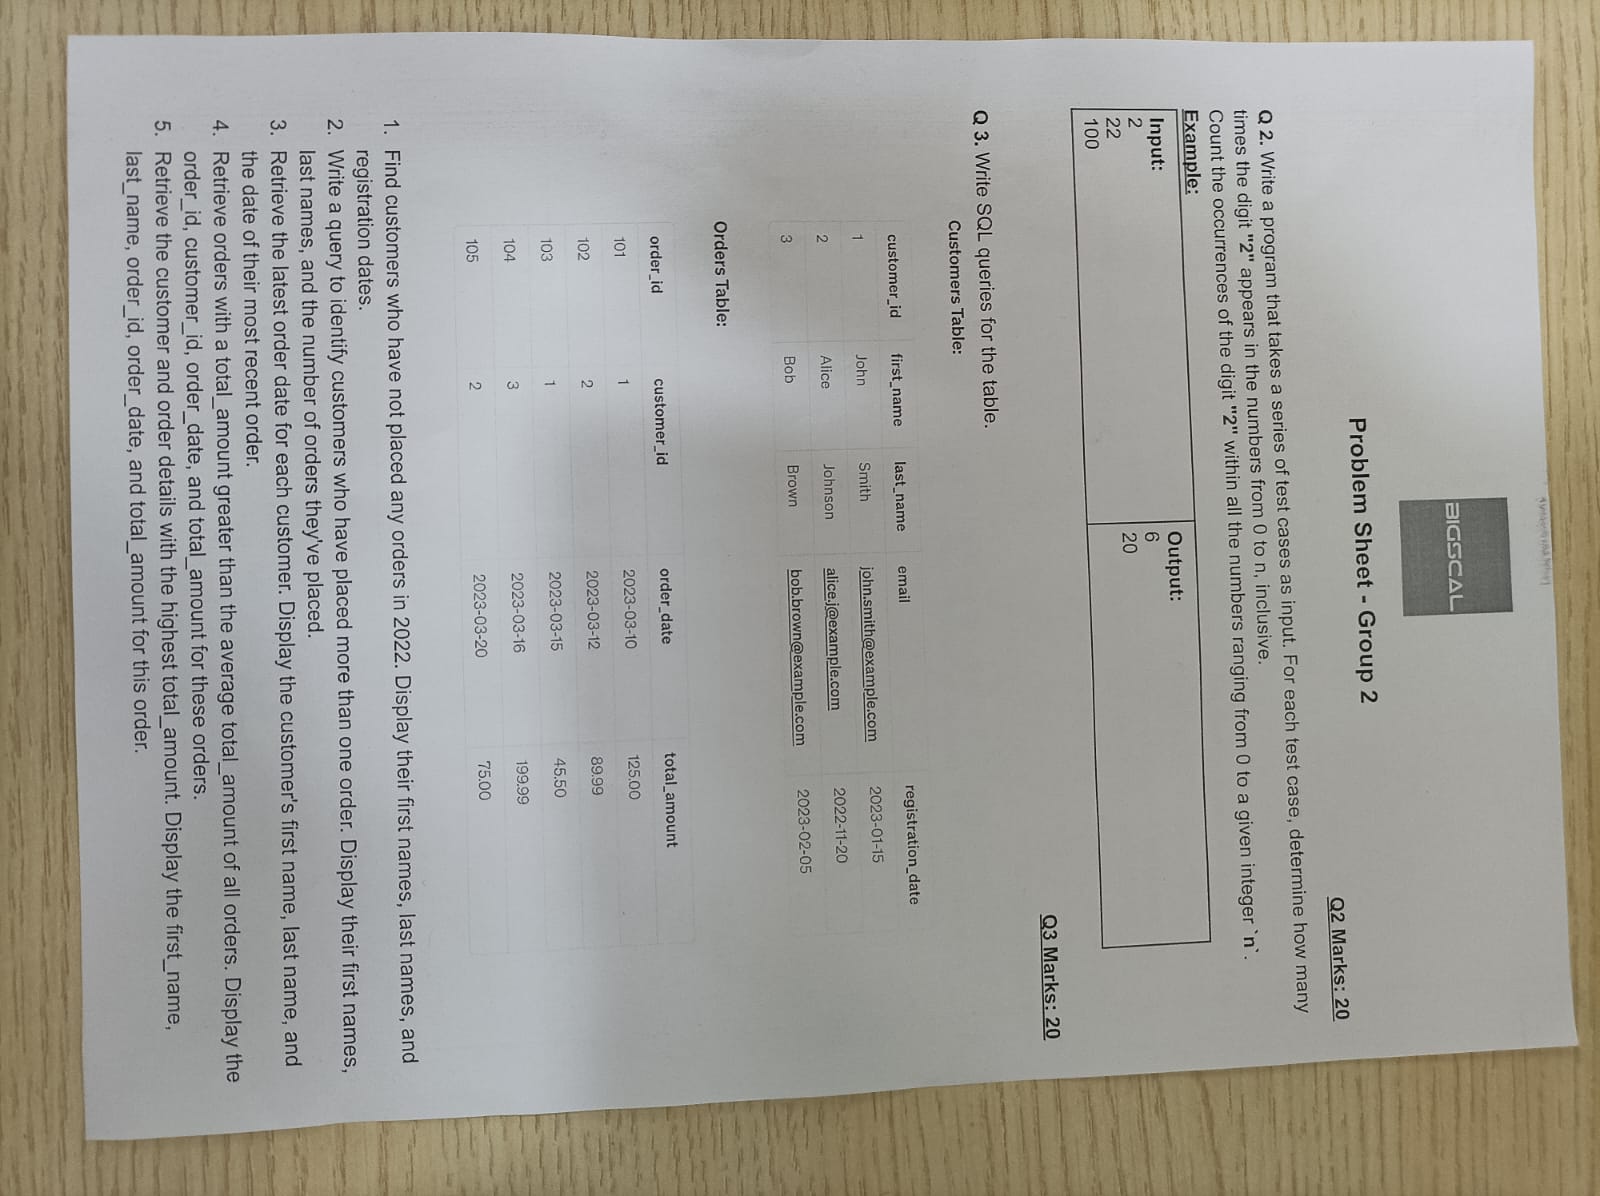 BIGSCAL
Problem Sheet - Group 2
Q2 Marks: 20
Q 2. Write a program that takes a series of test cases as input. For each test case, determine how many
times the digit "2" appears in the numbers from 0 to n, inclusive.
Count the occurrences of the digit "2" within all the numbers ranging from 0 to a given integer `n`.
Example:
Input: Output:
2 6
22 20
100
Q3 Marks: 20
Q 3. Write SQL queries for the table.
Customers Table:
customer_id first_name last_name email registration_date
1 John Smith john.smith@example.com 2023-01-15
2 Alice Johnson alice.j@example.com 2022-11-20
3 Bob Brown bob.brown@example.com 2023-02-05
Orders Table:
order_id customer_id order_date total_amount
101 1 2023-03-10 125.00
102 2 2023-03-12 89.99
103 1 2023-03-15 45.50
104 3 2023-03-16 199.99
105 2 2023-03-20 75.00
1. Find customers who have not placed any orders in 2022. Display their first names, last names, and
registration dates.
2. Write a query to identify customers who have placed more than one order. Display their first names,
last names, and the number of orders they've placed.
3. Retrieve the latest order date for each customer. Display the customer's first name, last name, and
the date of their most recent order.
4. Retrieve orders with a total_amount greater than the average total_amount of all orders. Display the
order_id, customer_id, order_date, and total_amount for these orders.
5. Retrieve the customer and order details with the highest total_amount. Display the first_name,
last_name, order_id, order_date, and total_amount for this order.